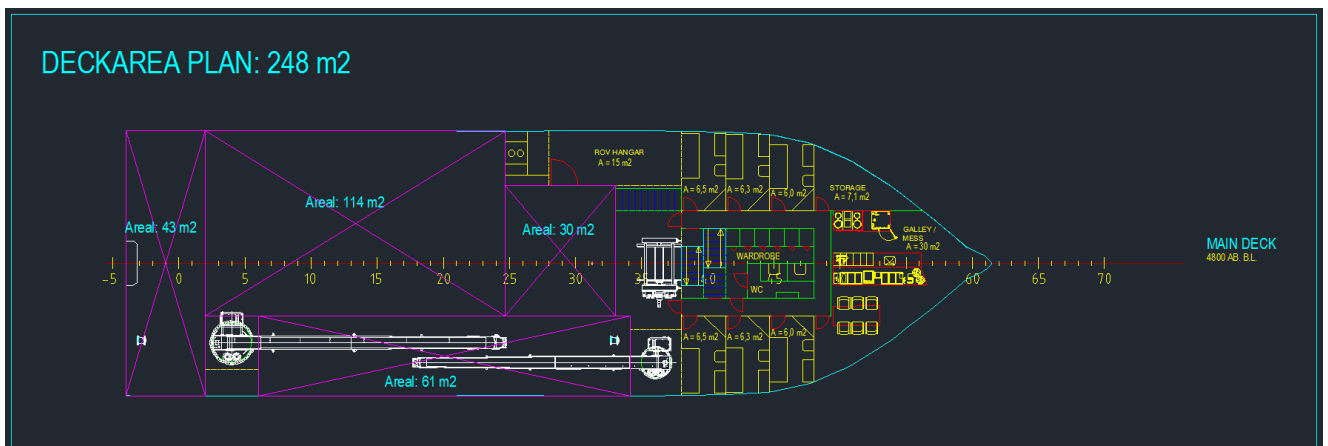 DECKAREA PLAN: 248 m2
ROV HANGAR
A = 15 m2
A = 6,5 m2
A = 6,3 m2
A = 6,0 m2
STORAGE
A = 7,1 m2
Areal: 43 m2
Areal: 114 m2
Areal: 30 m2
GALLEY /
MESS
A = 30 m2
WARDROBE
WC
MAIN DECK
4800 AB. B.L.
-5 0 5 10 15 20 25 30 35 40 45 50 55 60 65 70
A = 6,5 m2
A = 6,3 m2
A = 6,0 m2
Areal: 61 m2